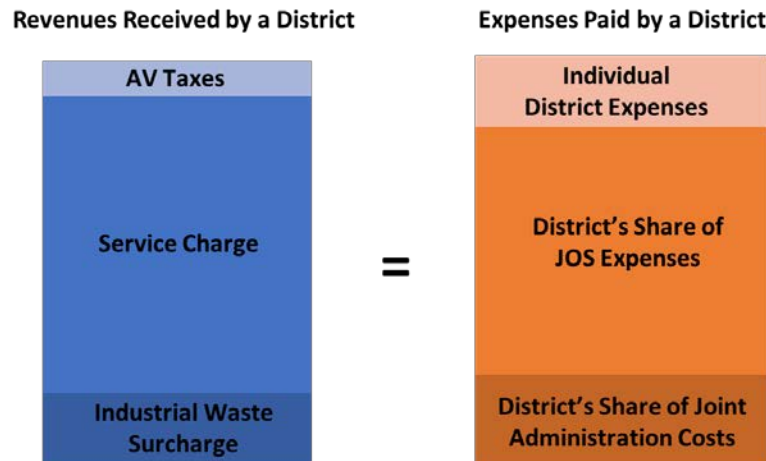 Revenues Received by a District
AV Taxes
Service Charge
Industrial Waste
Surcharge
=
Expenses Paid by a District
Individual
District Expenses
District's Share of
JOS Expenses
District's Share of Joint
Administration Costs